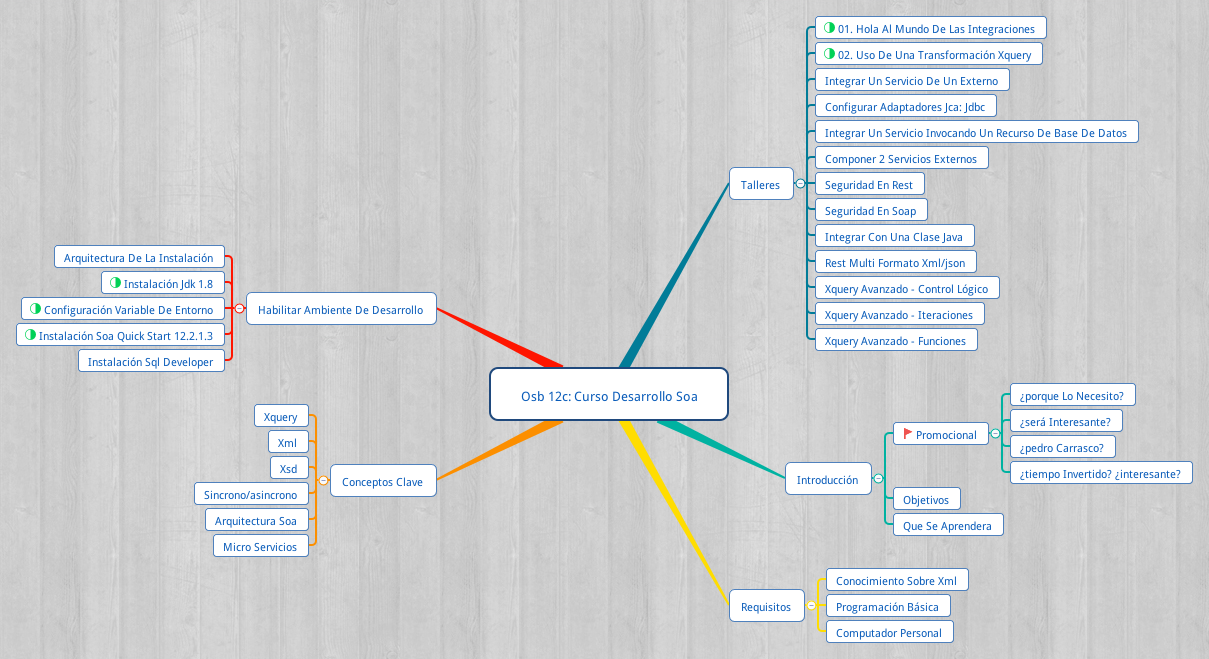 Osb 12c: Curso Desarrollo Soa
Talleres
01. Hola Al Mundo De Las Integraciones
02. Uso De Una Transformación Xquery
Integrar Un Servicio De Un Externo
Configurar Adaptadores Jca: Jdbc
Integrar Un Servicio Invocando Un Recurso De Base De Datos
Componer 2 Servicios Externos
Seguridad En Rest
Seguridad En Soap
Integrar Con Una Clase Java
Rest Multi Formato Xml/json
Xquery Avanzado - Control Lógico
Xquery Avanzado - Iteraciones
Xquery Avanzado - Funciones
Introducción
Promocional
¿porque Lo Necesito?
¿será Interesante?
¿pedro Carrasco?
¿tiempo Invertido? ¿interesante?
Objetivos
Que Se Aprendera
Requisitos
Conocimiento Sobre Xml
Programación Básica
Computador Personal
Conceptos Clave
Xquery
Xml
Xsd
Sincrono/asincrono
Arquitectura Soa
Micro Servicios
Habilitar Ambiente De Desarrollo
Arquitectura De La Instalación
Instalación Jdk 1.8
Configuración Variable De Entorno
Instalación Soa Quick Start 12.2.1.3
Instalación Sql Developer